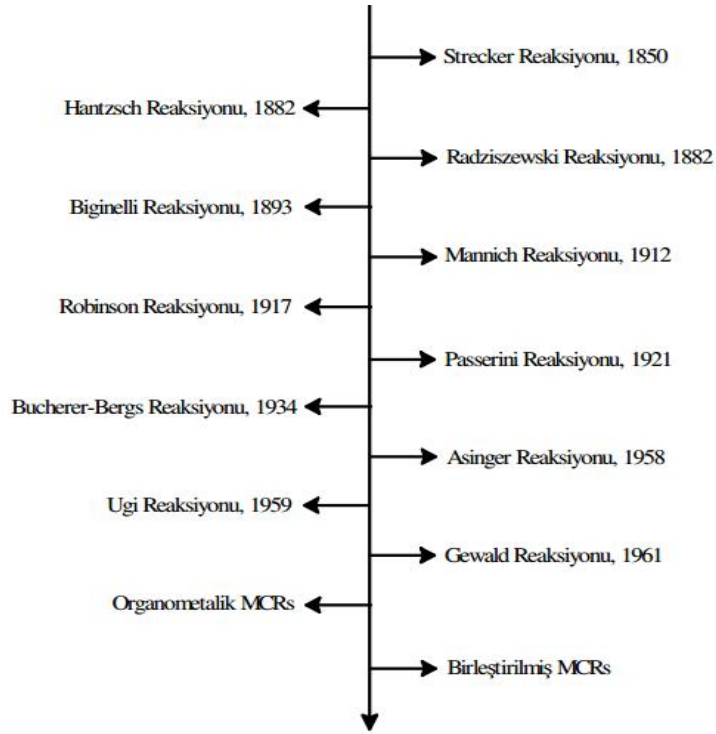 Strecker Reaksiyonu, 1850
Hantzsch Reaksiyonu, 1882
Radziszewski Reaksiyonu, 1882
Biginelli Reaksiyonu, 1893
Mannich Reaksiyonu, 1912
Robinson Reaksiyonu, 1917
Passerini Reaksiyonu, 1921
Bucherer-Bergs Reaksiyonu, 1934
Asinger Reaksiyonu, 1958
Ugi Reaksiyonu, 1959
Gewald Reaksiyonu, 1961
Organometalik MCRs
Birleştirilmiş MCRs